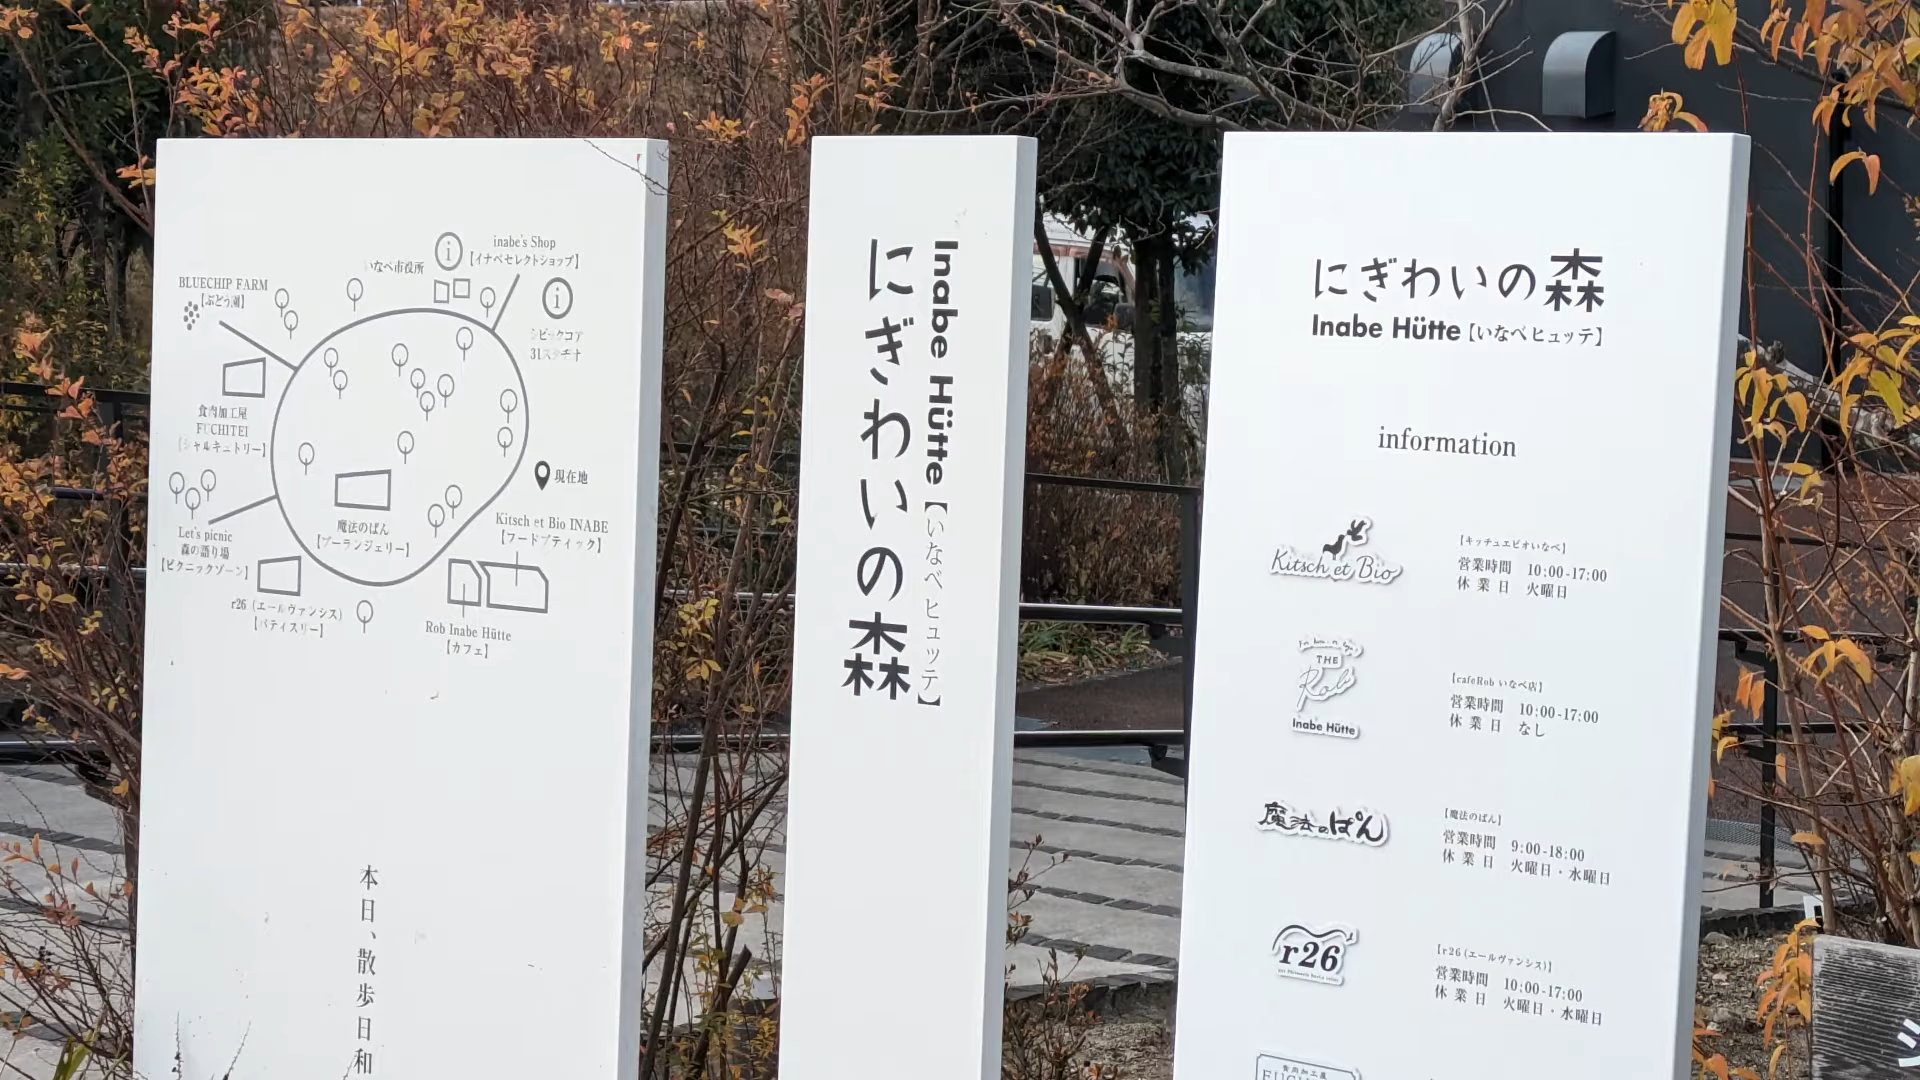 inabe's Shop
【イナベセレクトショップ】
いなべ市役所
BLUECHIP FARM
【ぶどう園】
シビックコア
31スタチオ
食肉加工屋
FUCHITEI
【シャルキュトリー】
現在地
Kitsch et Bio INABE
【フードブティック】
魔法のぱん
【ブーランジェリー】
Let's picnic
森の語り場
【ピクニックゾーン】
r26（エールヴァンシス）
【パティスリー】
Rob Inabe Hütte
【カフェ】
本日、散歩日和
Inabe Hütte【いなべヒュッテ】
にぎわいの森
にぎわいの森
Inabe Hütte【いなべヒュッテ】
information
Kitsch et Bio
【キッチュエビオいなべ】
営業時間 10:00-17:00
休業日 火曜日
THE
Rob
Inabe Hütte
【cafeRob いなべ店】
営業時間 10:00-17:00
休業日 なし
魔法のぱん
【魔法のぱん】
営業時間 9:00-18:00
休業日 火曜日・水曜日
r26
【r26(エールヴァンシス)】
営業時間 10:00-17:00
休業日 火曜日・水曜日
食肉加工屋